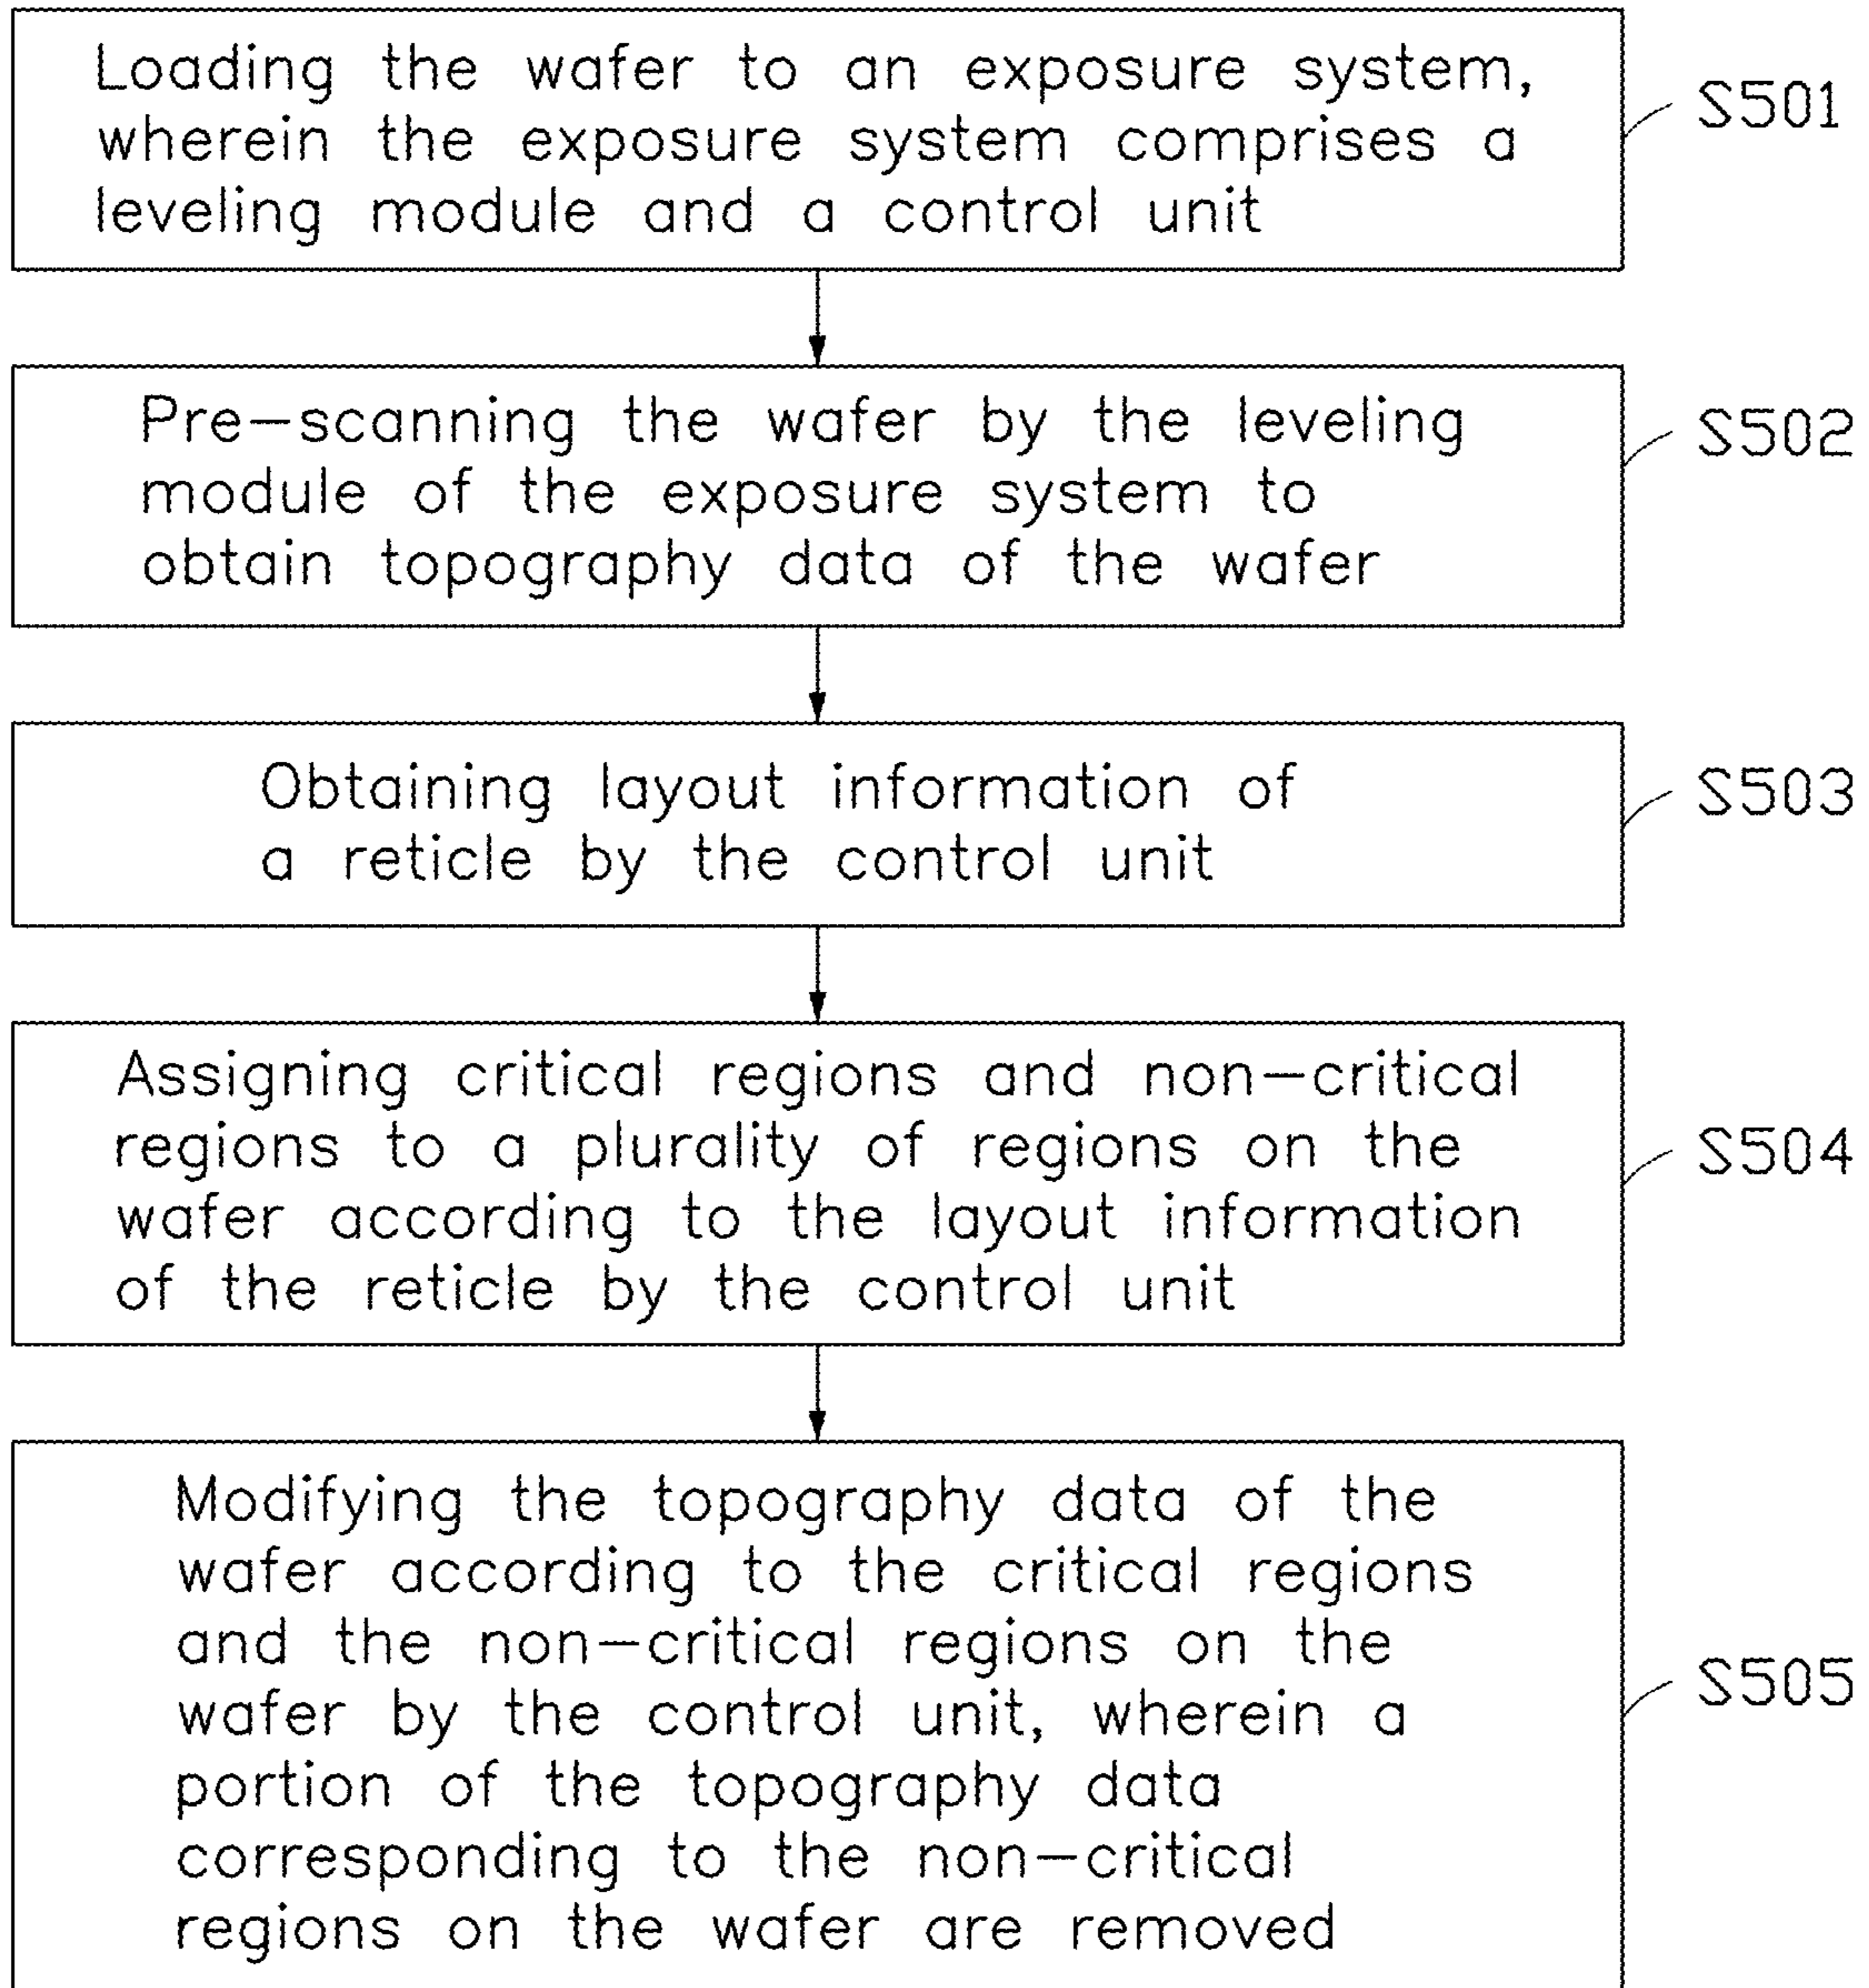 Loading the wafer to an exposure system,
wherein the exposure system comprises a
leveling module and a control unit
S501
Pre-scanning the wafer by the leveling
module of the exposure system to
obtain topography data of the wafer
S502
Obtaining layout information of
a reticle by the control unit
S503
Assigning critical regions and non-critical
regions to a plurality of regions on the
wafer according to the layout information
of the reticle by the control unit
S504
Modifying the topography data of the
wafer according to the critical regions
and the non-critical regions on the
wafer by the control unit, wherein a
portion of the topography data
corresponding to the non-critical
regions on the wafer are removed
S505